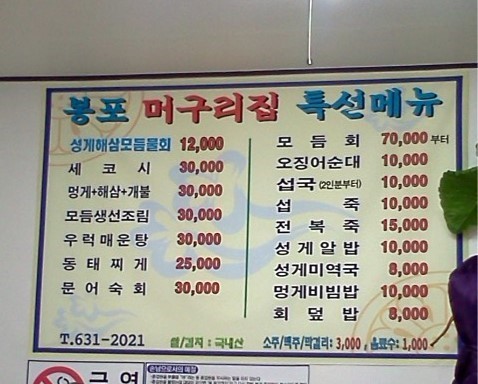 봉포 머구리집 특선메뉴
성게해삼모듬물회 12,000
세코시 30,000
멍게+해삼+개불 30,000
모듬생선조림 30,000
우럭매운탕 30,000
동태찌게 25,000
문어숙회 30,000
모듬회 70,000부터
오징어순대 10,000
섭국(2인분부터) 10,000
섭죽 10,000
전복죽 15,000
성게알밥 10,000
성게미역국 8,000
멍게비빔밥 10,000
회덮밥 8,000
T.631-2021
쌀/김치 : 국내산
소주/맥주/막걸리: 3,000, 음료수: 1,000
금연